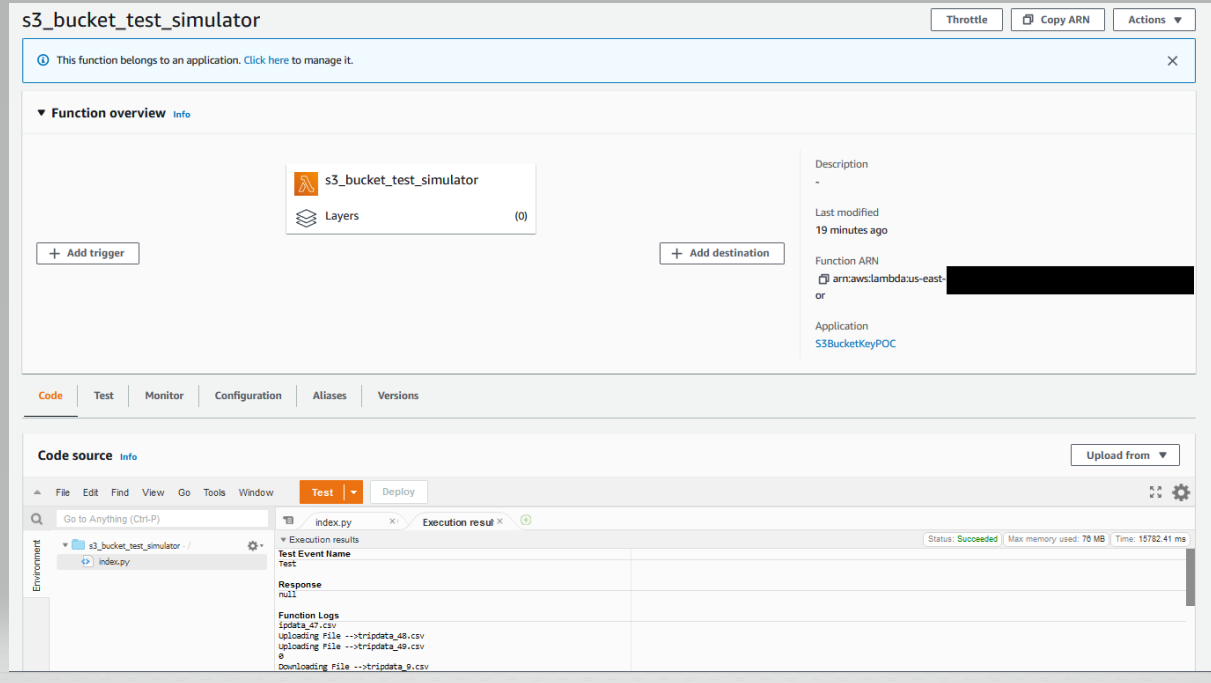 s3_bucket_test_simulator
Throttle
Copy ARN
Actions ▼
This function belongs to an application. Click here to manage it.
▼ Function overview Info
s3_bucket_test_simulator
Layers (0)
+ Add trigger
+ Add destination
Description
-
Last modified
19 minutes ago
Function ARN
arn:aws:lambda:us-east-
or
Application
S3BucketKeyPOC
Code
Test
Monitor
Configuration
Aliases
Versions
Code source Info
Upload from ▼
File Edit Find View Go Tools Window
Test
Deploy
Go to Anything (Ctrl-P)
index.py
Execution result
Environment
s3_bucket_test_simulator - /
index.py
▼ Execution results
Status: Succeeded
Max memory used: 76 MB
Time: 15782.41 ms
Test Event Name
Test
Response
null
Function Logs
ipdata_47.csv
Uploading File -->tripdata_48.csv
Uploading File -->tripdata_49.csv
0
Downloading File -->tripdata_9.csv